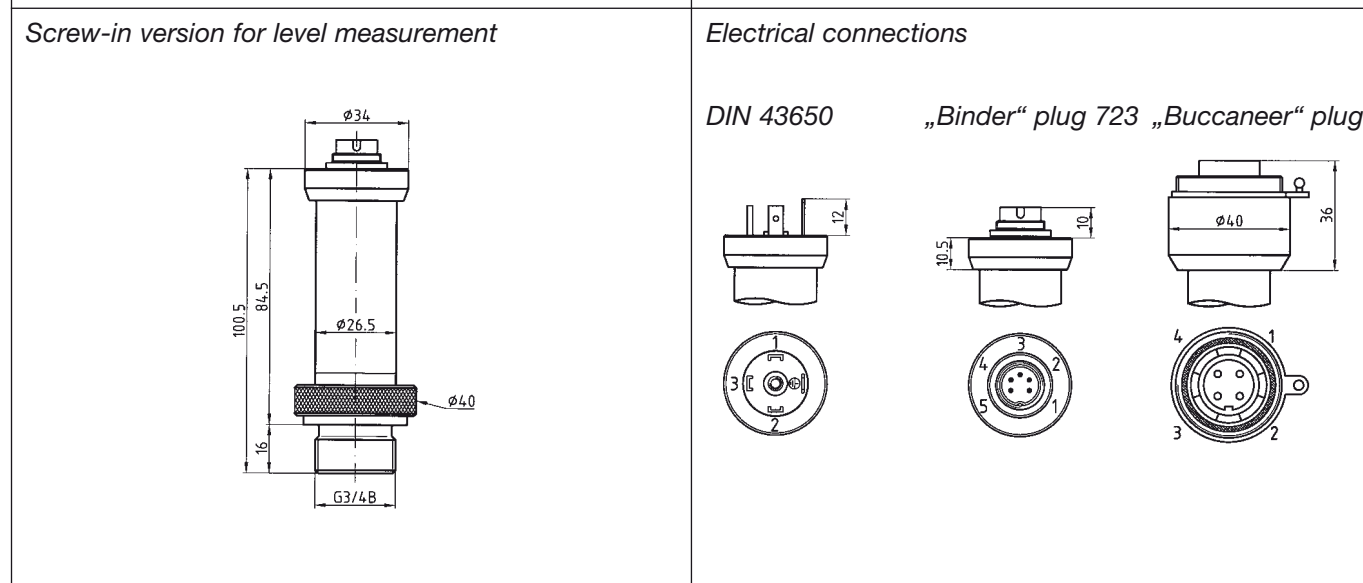 Screw-in version for level measurement
Ø34
100.5
84.5
Ø26.5
Ø40
16
G3/4B
Electrical connections
DIN 43650
„Binder“ plug 723
„Buccaneer“ plug
12
10
10.5
Ø40
36
1
3
2
3
4
2
5
1
4
1
3
2